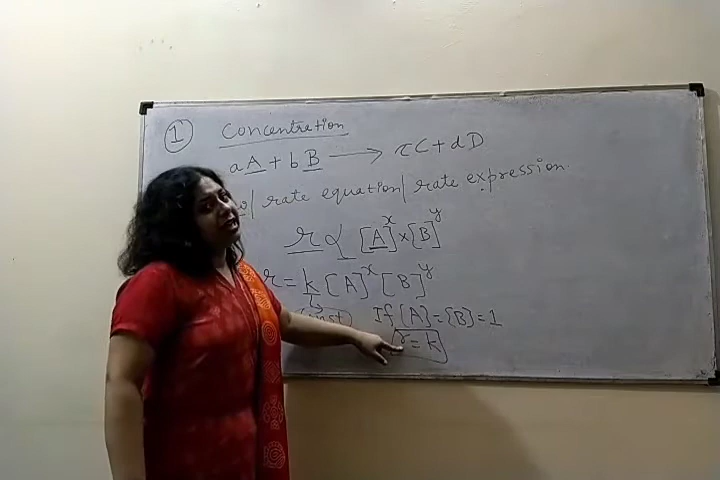 ① Concentration
aA + bB ⟶ cC + dD
rate equation | rate expression.
r ∝ [A]^x × [B]^y
r = k [A]^x [B]^y
If [A] = [B] = 1
r = k